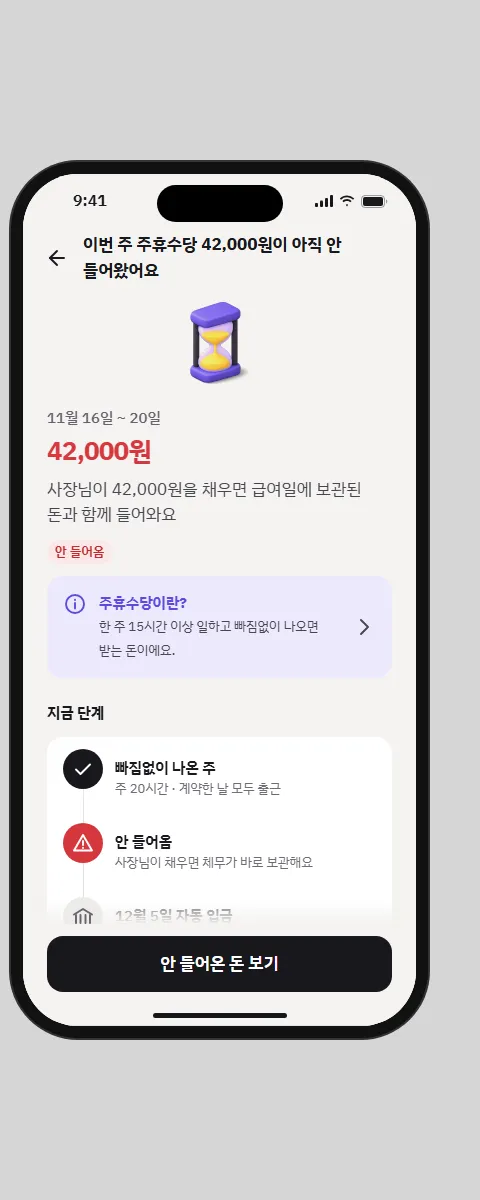 9:41
이번 주 주휴수당 42,000원이 아직 안
들어왔어요
11월 16일 ~ 20일
42,000원
사장님이 42,000원을 채우면 급여일에 보관된
돈과 함께 들어와요
안 들어옴
주휴수당이란?
한 주 15시간 이상 일하고 빠짐없이 나오면
받는 돈이에요.
지금 단계
빠짐없이 나온 주
주 20시간 · 계약한 날 모두 출근
안 들어옴
사장님이 채우면 체무가 바로 보관해요
12월 5일 자동 입금
안 들어온 돈 보기